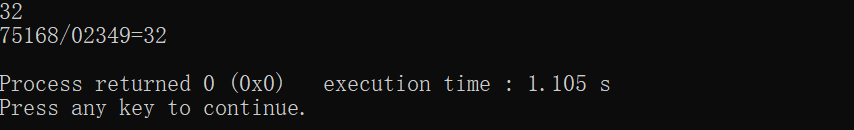 32
75168/02349=32
Process returned 0 (0x0)   execution time : 1.105 s
Press any key to continue.